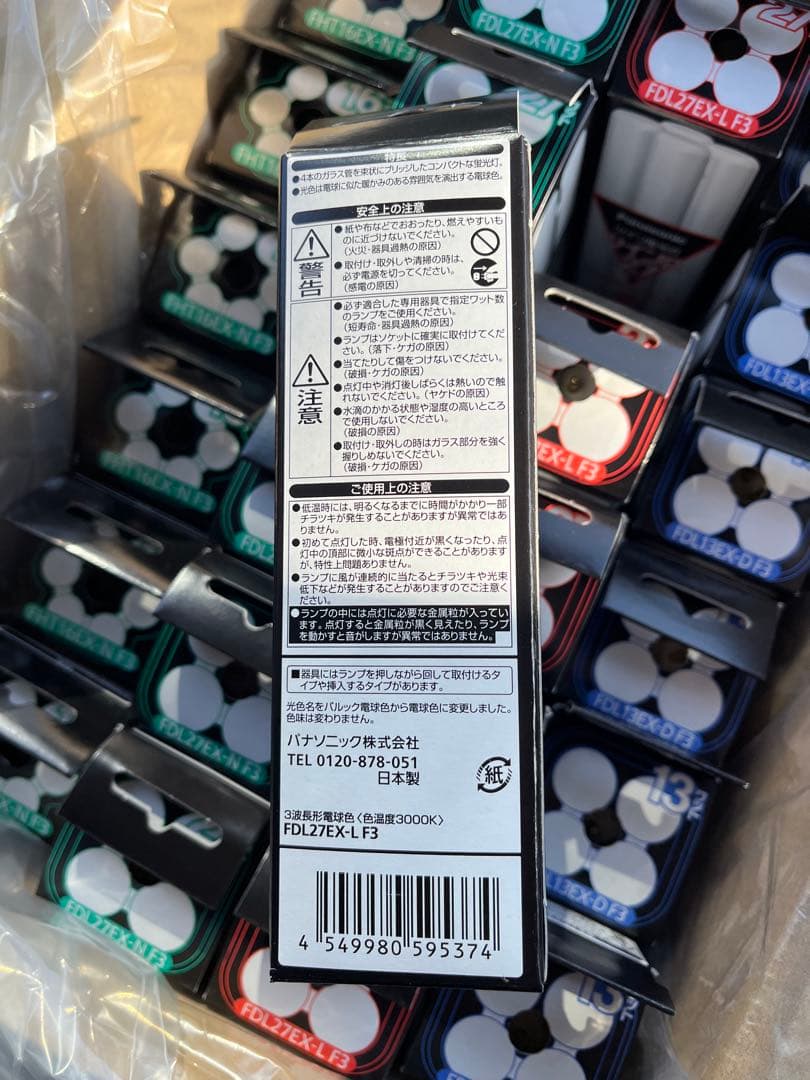 FHT16EX-N F3
FDL27EX-N F3
27
FDL27EX-L F3
16
27
特長
●4本のガラス管を束状にブリッジしたコンパクトな蛍光灯。
●光色は電球に似た暖かみのある雰囲気を演出する電球色。
安全上の注意
警告
●紙や布などでおおったり、燃えやすいも
のに近づけないでください。
(火災・器具過熱の原因)
●取付け・取外しや清掃の時は、
必ず電源を切ってください。
(感電の原因)
注意
●必ず適合した専用器具で指定ワット数
のランプをご使用ください。
(短寿命・器具過熱の原因)
●ランプはソケットに確実に取付けてくだ
さい。(落下・ケガの原因)
●当てたりして傷をつけないでください。
(破損・ケガの原因)
●点灯中や消灯後しばらくは熱いので触
れないでください。(ヤケドの原因)
●水滴のかかる状態や湿度の高いところ
で使用しないでください。
(破損の原因)
●取付け・取外しの時はガラス部分を強く
握りしめないでください。
(破損・ケガの原因)
ご使用上の注意
●低温時には、明るくなるまでに時間がかかり一部
チラツキが発生することがありますが異常ではあ
りません。
●初めて点灯した時、電極付近が黒くなったり、点
灯中の頂部に微小な斑点ができることがあります
が、特性上問題ありません。
●ランプに風が連続的に当たるとチラツキや光束
低下などが発生することがありますのでご注意く
ださい。
●ランプの中には点灯に必要な金属粒が入ってい
ます。点灯すると金属粒が黒く見えたり、ランプ
を動かすと音がしますが異常ではありません。
■器具にはランプを押しながら回して取付けるタ
イプや挿入するタイプがあります。
光色名をパルック電球色から電球色に変更しました。
色味は変わりません。
パナソニック株式会社
TEL 0120-878-051
日本製
紙
3波長形電球色〈色温度3000K〉
FDL27EX-L F3
4 549980 595374
Panasonic
FHT16EX-N F3
FHT16EX-N F3
FDL13EX-D F3
FDL13EX-D F3
FDL27EX-N F3
13
FDL27EX-N F3
FDL27EX-L F3
13